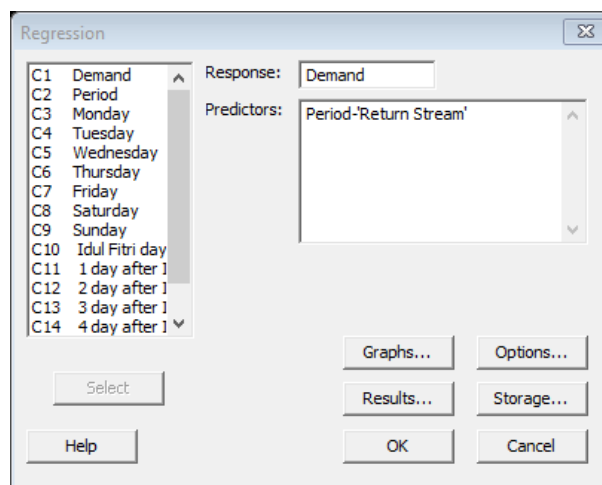 Regression
C1 Demand
C2 Period
C3 Monday
C4 Tuesday
C5 Wednesday
C6 Thursday
C7 Friday
C8 Saturday
C9 Sunday
C10 Idul Fitri day
C11 1 day after I
C12 2 day after I
C13 3 day after I
C14 4 day after I
Response:
Demand
Predictors:
Period-'Return Stream'
Graphs...
Options...
Select
Results...
Storage...
Help
OK
Cancel